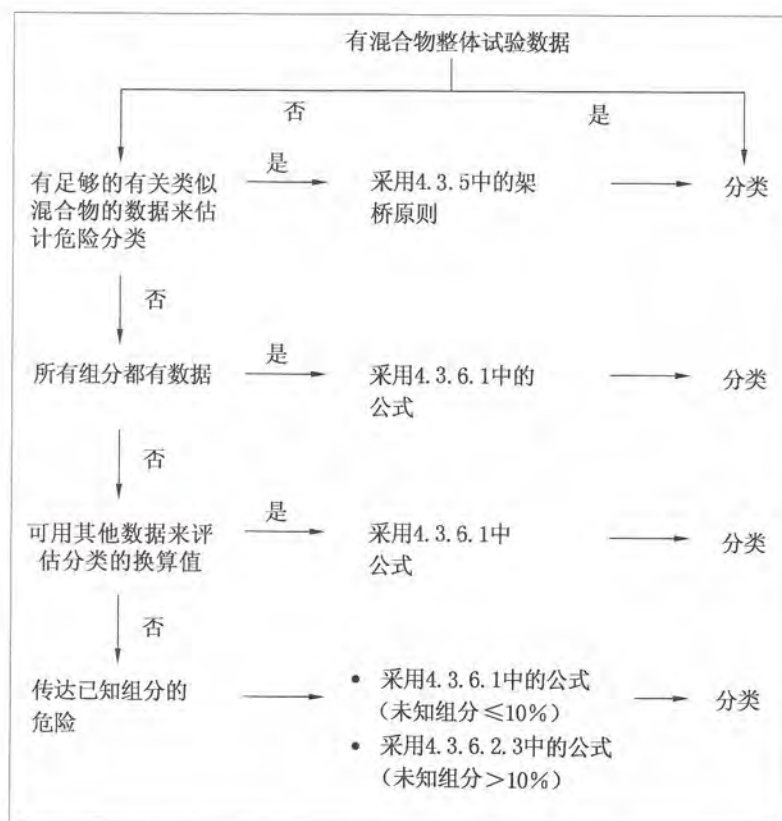 有混合物整体试验数据
否
是
有足够的有关类似
混合物的数据来估
计危险分类
是
采用4.3.5中的架
桥原则
分类
否
所有组分都有数据
是
采用4.3.6.1中的
公式
分类
否
可用其他数据来评
估分类的换算值
是
采用4.3.6.1中
公式
分类
否
传达已知组分的
危险
• 采用4.3.6.1中的公式
（未知组分≤10%）
• 采用4.3.6.2.3中的公式
（未知组分＞10%）
分类